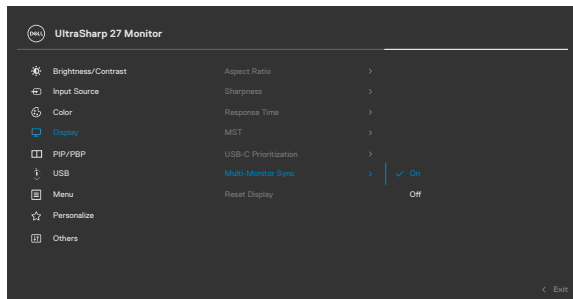 DELL UltraSharp 27 Monitor
Brightness/Contrast Aspect Ratio >
Input Source Sharpness >
Color Response Time >
Display MST >
PIP/PBP USB-C Prioritization >
USB Multi-Monitor Sync > ✓ On
Menu Reset Display Off
Personalize
Others
< Exit